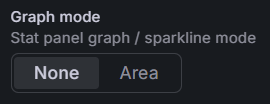 Graph mode
Stat panel graph / sparkline mode
None Area